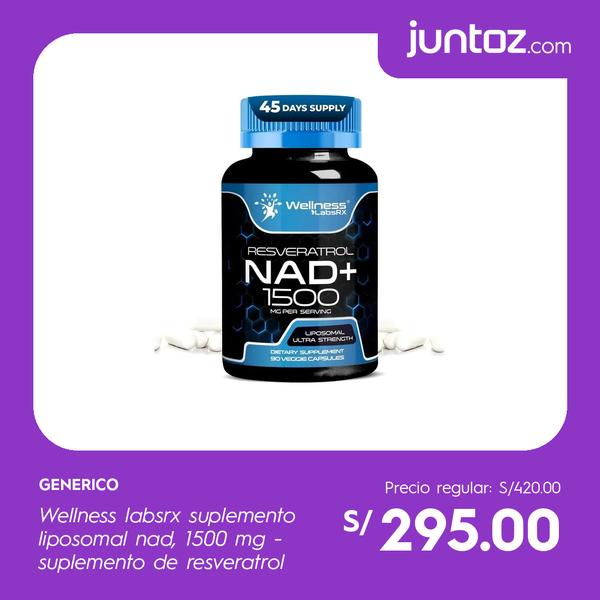 juntoz.com
45 DAYS SUPPLY
Wellness®
LabsRX
RESVERATROL
NAD+
1500
MG PER SERVING
LIPOSOMAL
ULTRA STRENGTH
DIETARY SUPPLEMENT
90 VEGGIE CAPSULES
GENERICO
Wellness labsrx suplemento
liposomal nad, 1500 mg -
suplemento de resveratrol
Precio regular: S/420.00
S/ 295.00